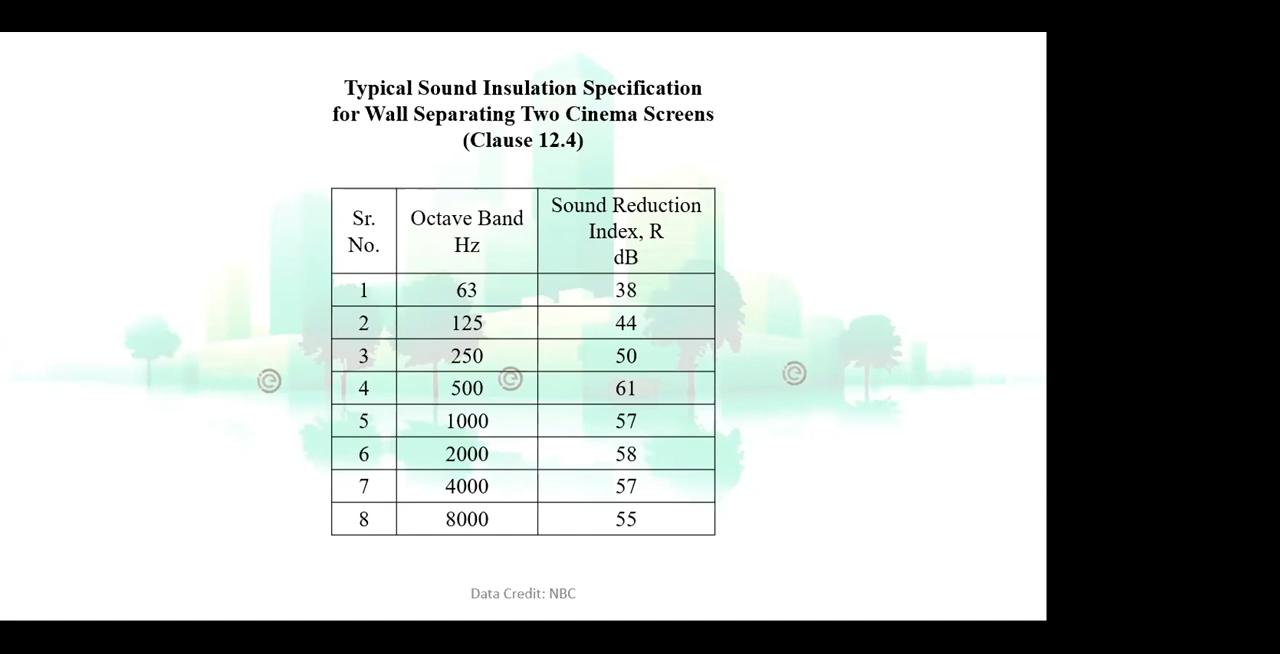 Typical Sound Insulation Specification
for Wall Separating Two Cinema Screens
(Clause 12.4)
Sr. No. Octave Band Hz Sound Reduction Index, R dB
1 63 38
2 125 44
3 250 50
4 500 61
5 1000 57
6 2000 58
7 4000 57
8 8000 55
Data Credit: NBC